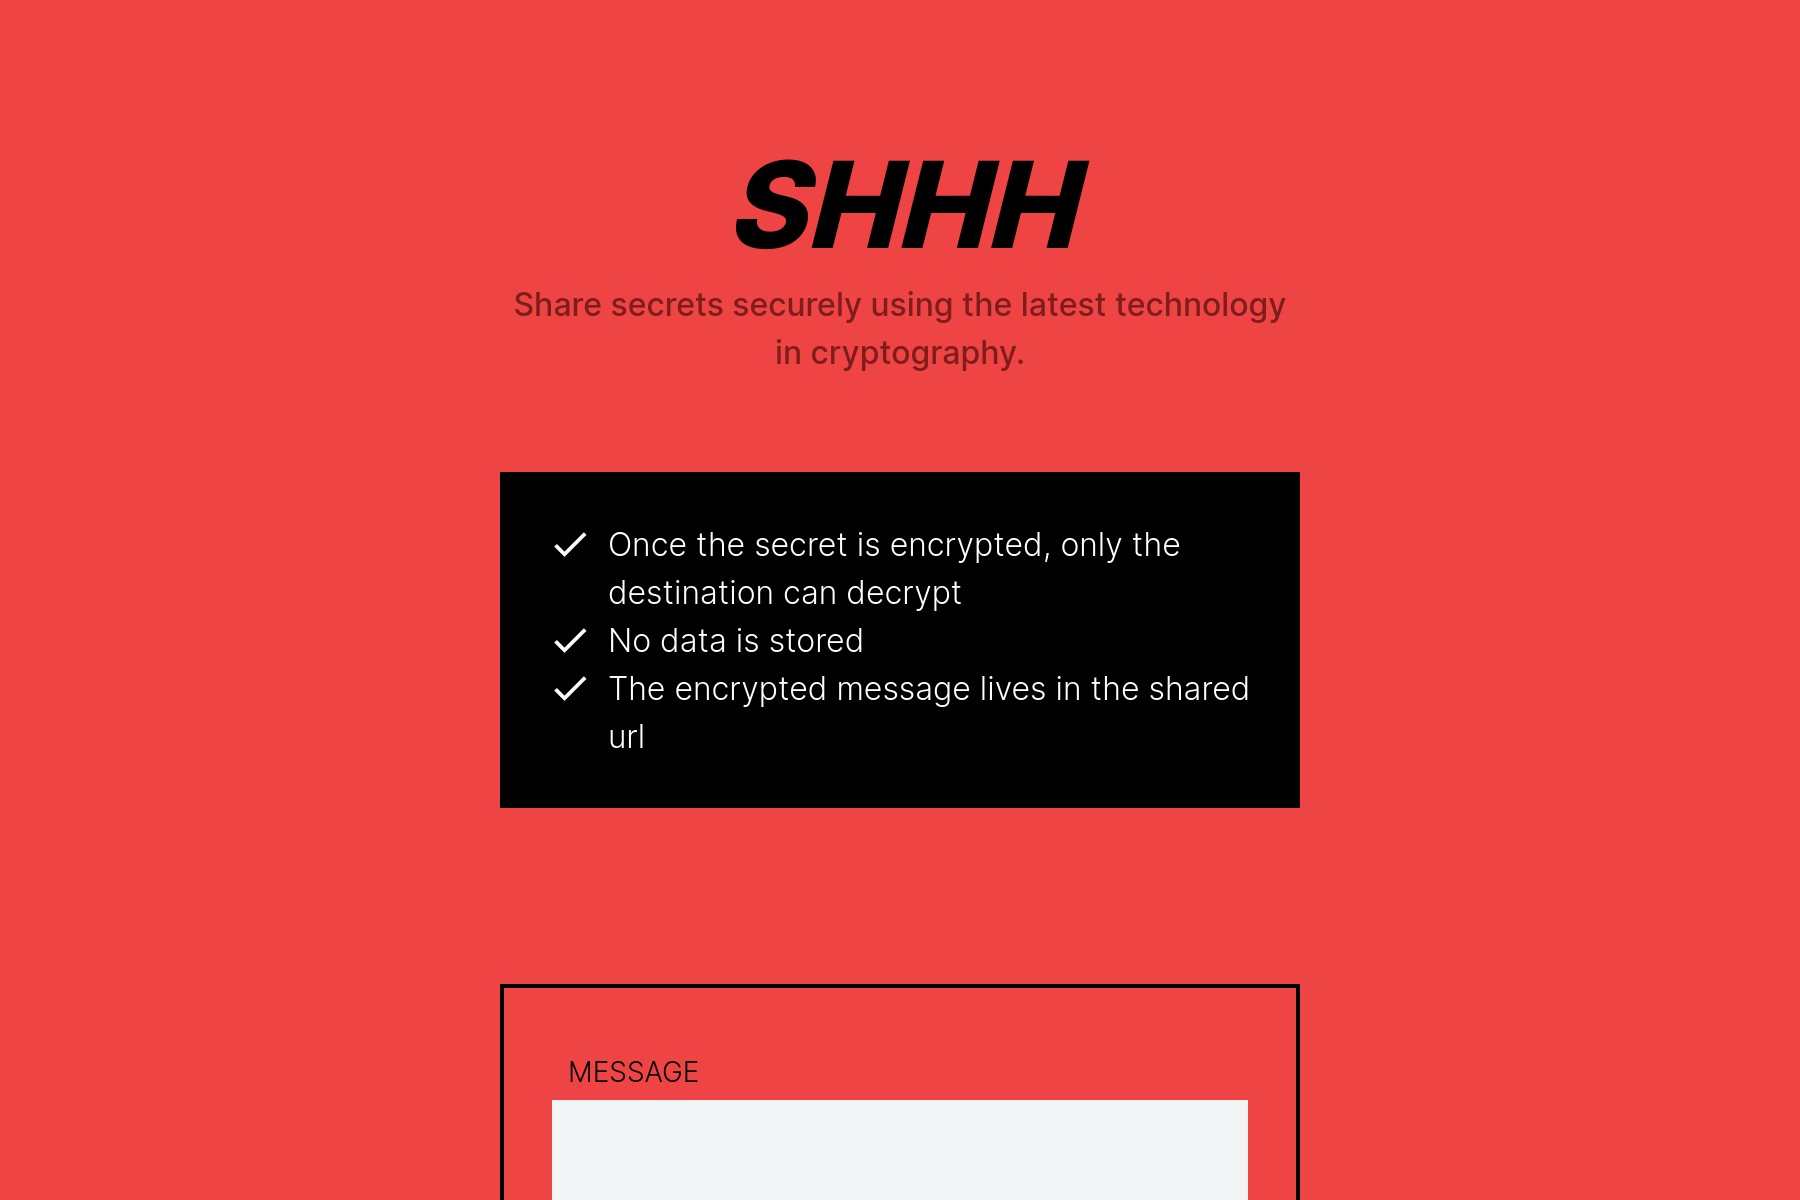 SHHH
Share secrets securely using the latest technology
in cryptography.
Once the secret is encrypted, only the
destination can decrypt
No data is stored
The encrypted message lives in the shared
url
MESSAGE